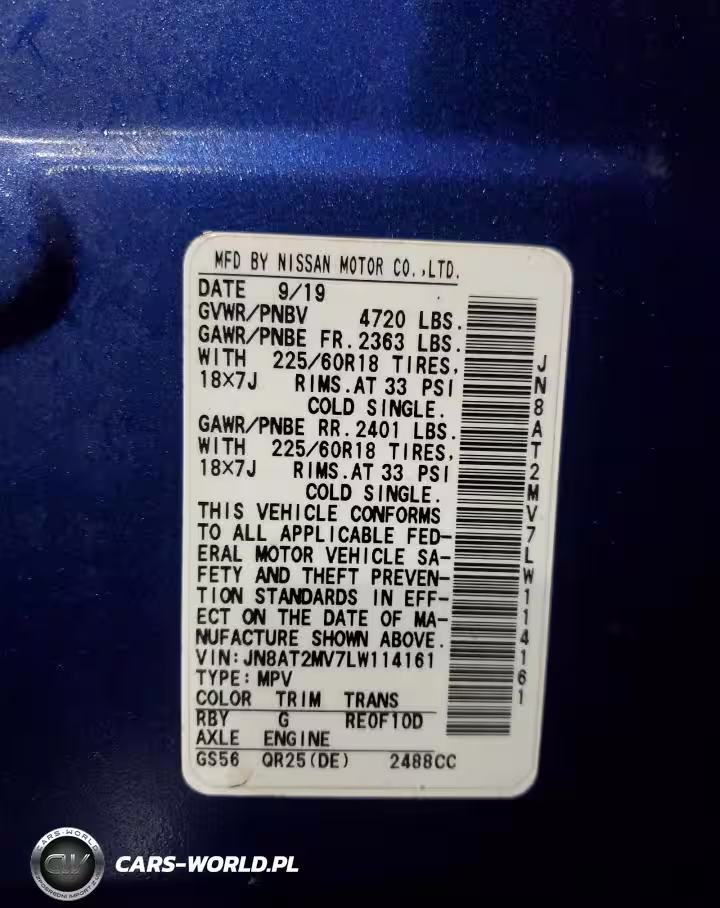 MFD BY NISSAN MOTOR CO.,LTD.
DATE 9/19
GVWR/PNBV 4720 LBS.
GAWR/PNBE FR. 2363 LBS.
WITH 225/60R18 TIRES,
18×7J RIMS.AT 33 PSI
COLD SINGLE.
GAWR/PNBE RR. 2401 LBS.
WITH 225/60R18 TIRES,
18×7J RIMS.AT 33 PSI
COLD SINGLE.
THIS VEHICLE CONFORMS
TO ALL APPLICABLE FED-
ERAL MOTOR VEHICLE SA-
FETY AND THEFT PREVEN-
TION STANDARDS IN EFF-
ECT ON THE DATE OF MA-
NUFACTURE SHOWN ABOVE.
VIN:JN8AT2MV7LW114161
TYPE:MPV
COLOR TRIM TRANS
RBY G RE0F10D
AXLE ENGINE
GS56 QR25(DE) 2488CC
JN8AT2MV7LW114161
CARS-WORLD
CARS-WORLD.PL